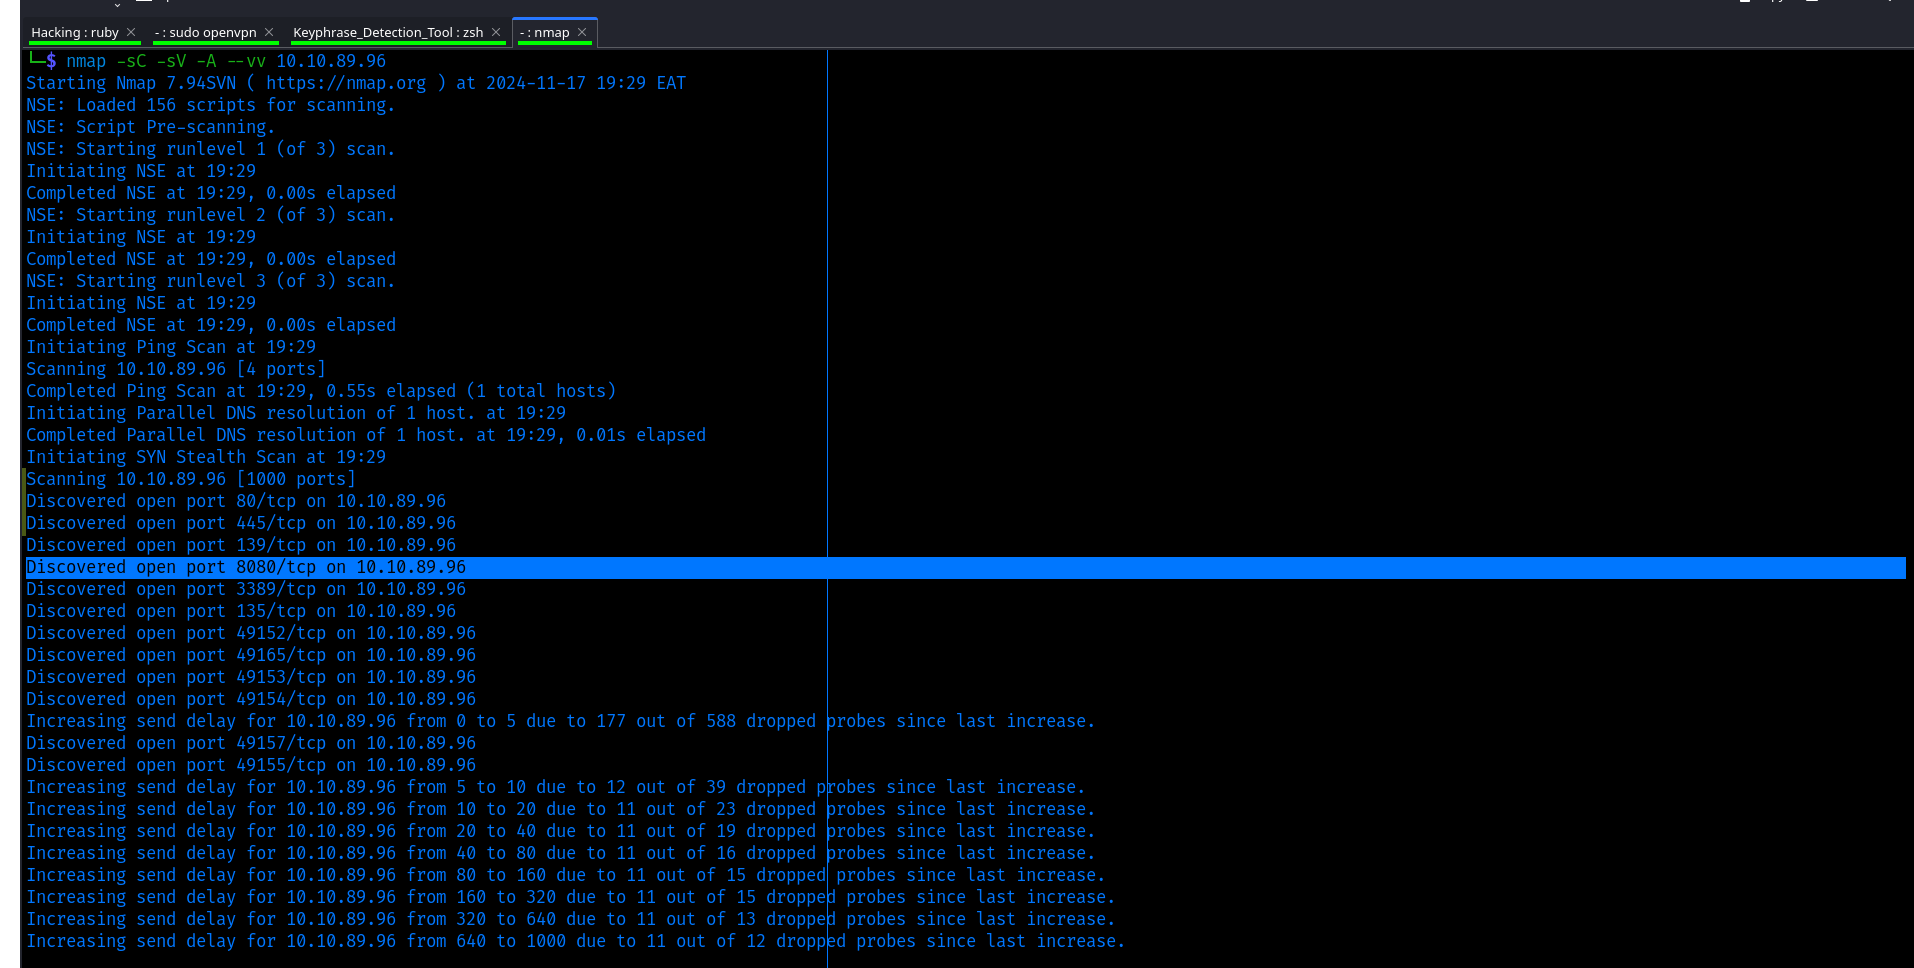 Hacking : ruby × - : sudo openvpn × Keyphrase_Detection_Tool : zsh × - : nmap ×
└─$ nmap -sC -sV -A --vv 10.10.89.96
Starting Nmap 7.94SVN ( https://nmap.org ) at 2024-11-17 19:29 EAT
NSE: Loaded 156 scripts for scanning.
NSE: Script Pre-scanning.
NSE: Starting runlevel 1 (of 3) scan.
Initiating NSE at 19:29
Completed NSE at 19:29, 0.00s elapsed
NSE: Starting runlevel 2 (of 3) scan.
Initiating NSE at 19:29
Completed NSE at 19:29, 0.00s elapsed
NSE: Starting runlevel 3 (of 3) scan.
Initiating NSE at 19:29
Completed NSE at 19:29, 0.00s elapsed
Initiating Ping Scan at 19:29
Scanning 10.10.89.96 [4 ports]
Completed Ping Scan at 19:29, 0.55s elapsed (1 total hosts)
Initiating Parallel DNS resolution of 1 host. at 19:29
Completed Parallel DNS resolution of 1 host. at 19:29, 0.01s elapsed
Initiating SYN Stealth Scan at 19:29
Scanning 10.10.89.96 [1000 ports]
Discovered open port 80/tcp on 10.10.89.96
Discovered open port 445/tcp on 10.10.89.96
Discovered open port 139/tcp on 10.10.89.96
Discovered open port 8080/tcp on 10.10.89.96
Discovered open port 3389/tcp on 10.10.89.96
Discovered open port 135/tcp on 10.10.89.96
Discovered open port 49152/tcp on 10.10.89.96
Discovered open port 49165/tcp on 10.10.89.96
Discovered open port 49153/tcp on 10.10.89.96
Discovered open port 49154/tcp on 10.10.89.96
Increasing send delay for 10.10.89.96 from 0 to 5 due to 177 out of 588 dropped probes since last increase.
Discovered open port 49157/tcp on 10.10.89.96
Discovered open port 49155/tcp on 10.10.89.96
Increasing send delay for 10.10.89.96 from 5 to 10 due to 12 out of 39 dropped probes since last increase.
Increasing send delay for 10.10.89.96 from 10 to 20 due to 11 out of 23 dropped probes since last increase.
Increasing send delay for 10.10.89.96 from 20 to 40 due to 11 out of 19 dropped probes since last increase.
Increasing send delay for 10.10.89.96 from 40 to 80 due to 11 out of 16 dropped probes since last increase.
Increasing send delay for 10.10.89.96 from 80 to 160 due to 11 out of 15 dropped probes since last increase.
Increasing send delay for 10.10.89.96 from 160 to 320 due to 11 out of 15 dropped probes since last increase.
Increasing send delay for 10.10.89.96 from 320 to 640 due to 11 out of 13 dropped probes since last increase.
Increasing send delay for 10.10.89.96 from 640 to 1000 due to 11 out of 12 dropped probes since last increase.